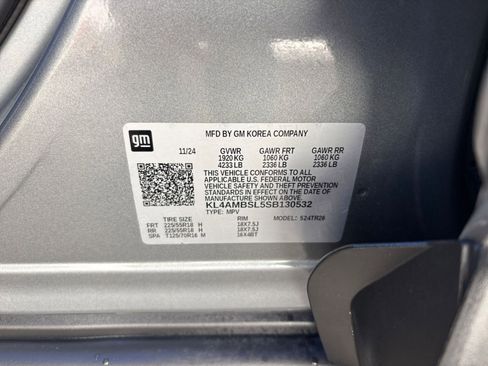 gm
MFD BY GM KOREA COMPANY
11/24 GVWR GAWR FRT GAWR RR
1920 KG 1060 KG 1060 KG
4233 LB 2336 LB 2336 LB
THIS VEHICLE CONFORMS TO ALL
APPLICABLE U.S. FEDERAL MOTOR
VEHICLE SAFETY AND THEFT
PREVENTION STANDARDS IN
EFFECT ON THE DATE OF
MANUFACTURE SHOWN ABOVE.
KL4AMBSL5SB130532
TYPE: MPV MODEL: S24TR26
TIRE SIZE RIM
FRT 225/55R18 H 18X7.5J
RR 225/55R18 H 18X7.5J
SPA T125/70R16 M 16X4BT